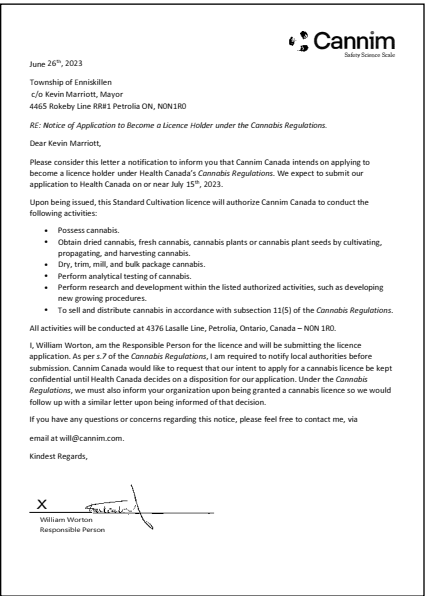 Cannim
Safety Science Scale
June 26th, 2023
Township of Enniskillen
c/o Kevin Marriott, Mayor
4465 Rokeby Line RR#1 Petrolia ON, N0N1R0
RE: Notice of Application to Become a Licence Holder under the Cannabis Regulations.
Dear Kevin Marriott,
Please consider this letter a notification to inform you that Cannim Canada intends on applying to
become a licence holder under Health Canada's Cannabis Regulations. We expect to submit our
application to Health Canada on or near July 15th, 2023.
Upon being issued, this Standard Cultivation licence will authorize Cannim Canada to conduct the
following activities:
• Possess cannabis.
• Obtain dried cannabis, fresh cannabis, cannabis plants or cannabis plant seeds by cultivating,
propagating, and harvesting cannabis.
• Dry, trim, mill, and bulk package cannabis.
• Perform analytical testing of cannabis.
• Perform research and development within the listed authorized activities, such as developing
new growing procedures.
• To sell and distribute cannabis in accordance with subsection 11(5) of the Cannabis Regulations.
All activities will be conducted at 4376 Lasalle Line, Petrolia, Ontario, Canada – N0N 1R0.
I, William Worton, am the Responsible Person for the licence and will be submitting the licence
application. As per s.7 of the Cannabis Regulations, I am required to notify local authorities before
submission. Cannim Canada would like to request that our intent to apply for a cannabis licence be kept
confidential until Health Canada decides on a disposition for our application. Under the Cannabis
Regulations, we must also inform your organization upon being granted a cannabis licence so we would
follow up with a similar letter upon being informed of that decision.
If you have any questions or concerns regarding this notice, please feel free to contact me, via
email at will@cannim.com.
Kindest Regards,
X
William Worton
Responsible Person